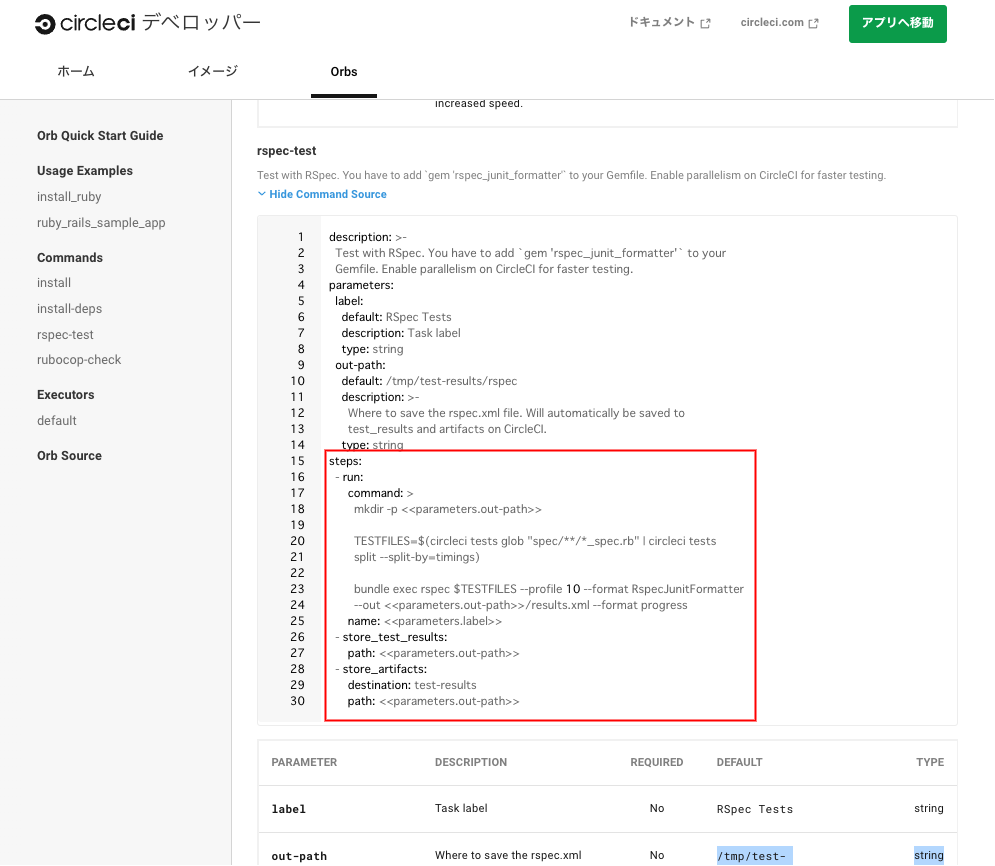 circleci デベロッパー
ドキュメント
circleci.com
アプリへ移動
ホーム
イメージ
Orbs
Orb Quick Start Guide
Usage Examples
install_ruby
ruby_rails_sample_app
Commands
install
install-deps
rspec-test
rubocop-check
Executors
default
Orb Source
increased speed.
rspec-test
Test with RSpec. You have to add `gem 'rspec_junit_formatter'` to your Gemfile. Enable parallelism on CircleCI for faster testing.
Hide Command Source
1 description: >-
2 Test with RSpec. You have to add `gem 'rspec_junit_formatter'` to your
3 Gemfile. Enable parallelism on CircleCI for faster testing.
4 parameters:
5 label:
6 default: RSpec Tests
7 description: Task label
8 type: string
9 out-path:
10 default: /tmp/test-results/rspec
11 description: >-
12 Where to save the rspec.xml file. Will automatically be saved to
13 test_results and artifacts on CircleCI.
14 type: string
15 steps:
16 - run:
17 command: >
18 mkdir -p <<parameters.out-path>>
19
20 TESTFILES=$(circleci tests glob "spec/**/*_spec.rb" | circleci tests
21 split --split-by=timings)
22
23 bundle exec rspec $TESTFILES --profile 10 --format RspecJunitFormatter
24 --out <<parameters.out-path>>/results.xml --format progress
25 name: <<parameters.label>>
26 - store_test_results:
27 path: <<parameters.out-path>>
28 - store_artifacts:
29 destination: test-results
30 path: <<parameters.out-path>>
PARAMETER DESCRIPTION REQUIRED DEFAULT TYPE
label Task label No RSpec Tests string
out-path Where to save the rspec.xml No /tmp/test- string